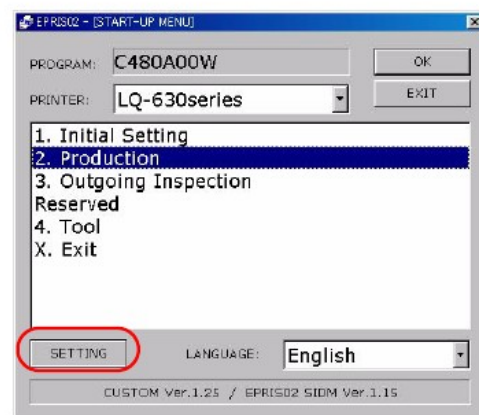 EPRIS02 - [START-UP MENU]
PROGRAM: C480A00W OK
PRINTER: LQ-630series EXIT
1. Initial Setting
2. Production
3. Outgoing Inspection
Reserved
4. Tool
X. Exit
SETTING LANGUAGE: English
CUSTOM Ver.1.25 / EPRIS02 SIDM Ver.1.15